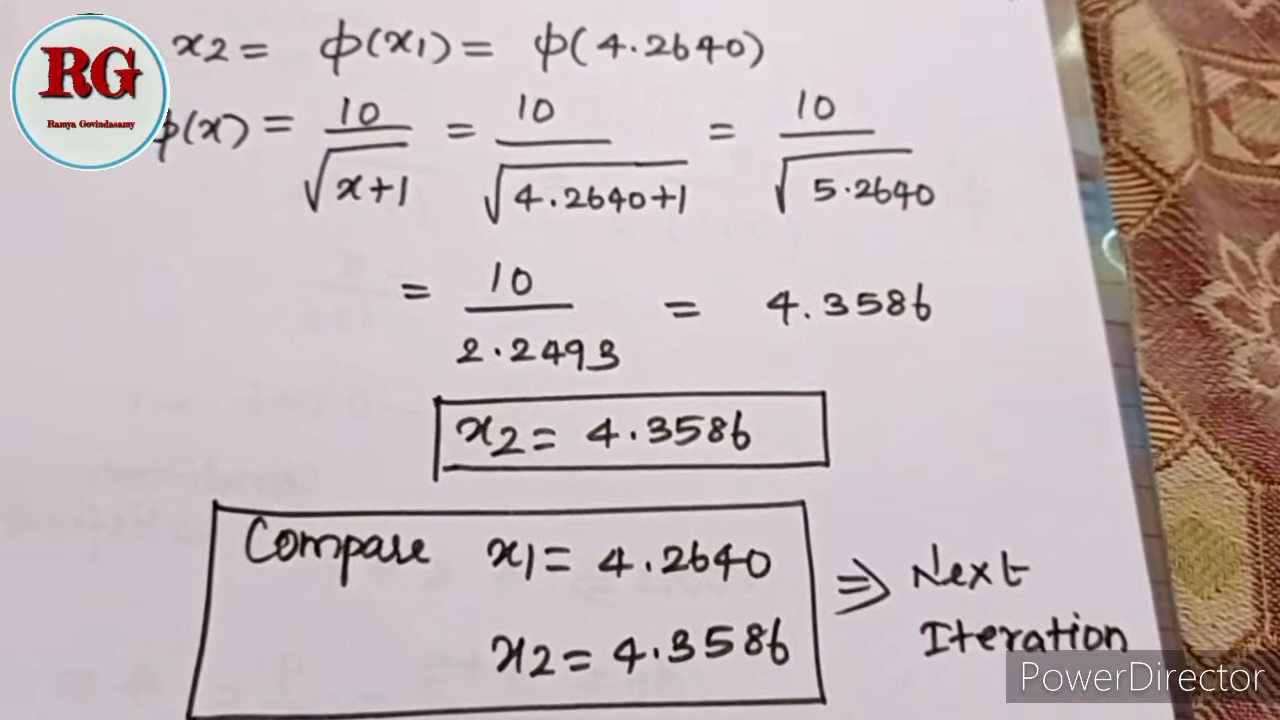 RG
Ramya Govindasamy
x2 = φ(x1) = φ(4.2640)
φ(x) = 10/√(x+1) = 10/√(4.2640+1) = 10/√5.2640
= 10/2.2493 = 4.3586
x2 = 4.3586
Compare x1 = 4.2640
x2 = 4.3586
⇒ Next
Iteration
PowerDirector